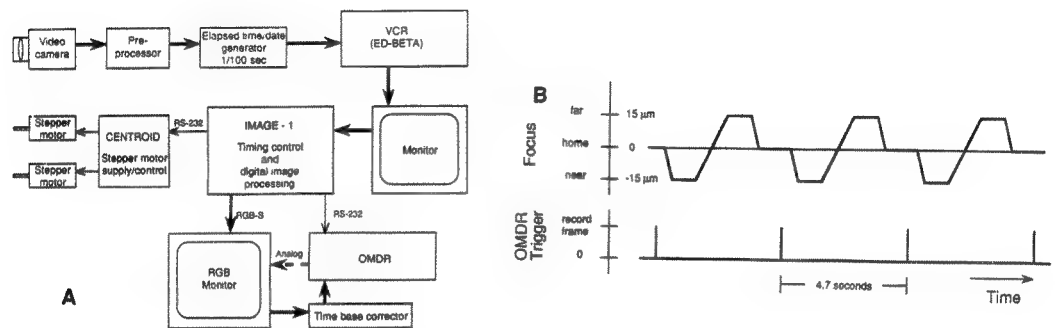 Video
camera
Pre-
processor
Elapsed time/date
generator
1/100 sec
VCR
(ED-BETA)
Stepper
motor
Stepper
motor
CENTROID
Stepper motor
supply/control
RS-232
IMAGE - 1
Timing control
and
digital image
processing
Monitor
RGB-S
RS-232
RGB
Monitor
Analog
OMDR
Time base corrector
A
B
Focus
far
15 µm
home
0
near
-15 µm
OMDR
Trigger
record
frame
0
4.7 seconds
Time